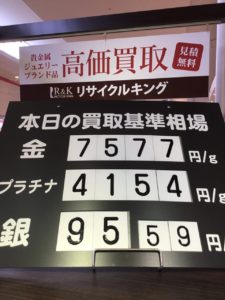 貴金属
ジュエリー
ブランド品
高価買取
見積
無料
R&K
リサイクルキング
本日の買取基準相場
金 7577 円/g
プラチナ 4154 円/g
銀 95.59 円/g